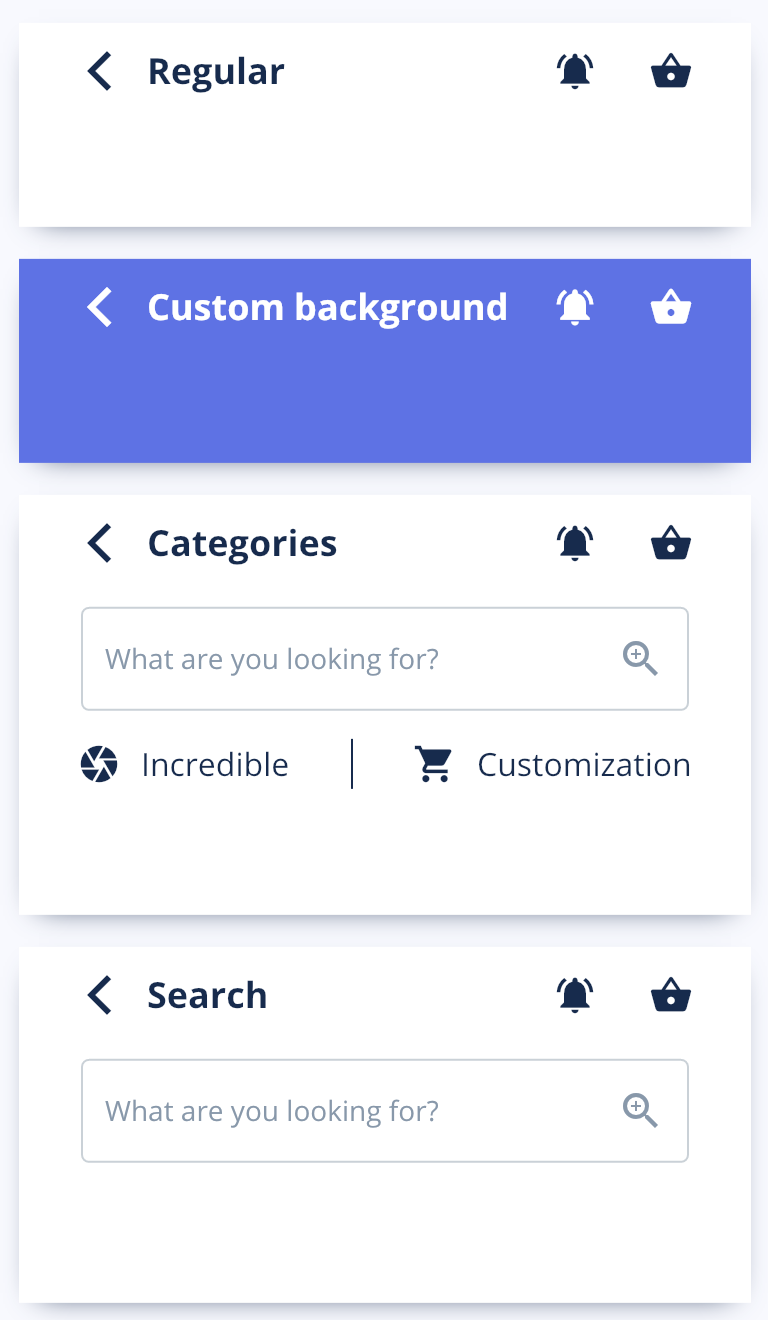 Regular
Custom background
Categories
What are you looking for?
Incredible
Customization
Search
What are you looking for?